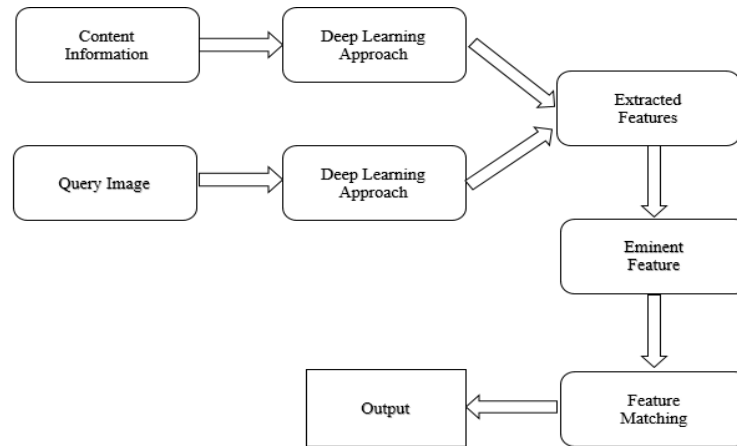 Content
Information
Deep Learning
Approach
Extracted
Features
Query Image
Deep Learning
Approach
Eminent
Feature
Feature
Matching
Output